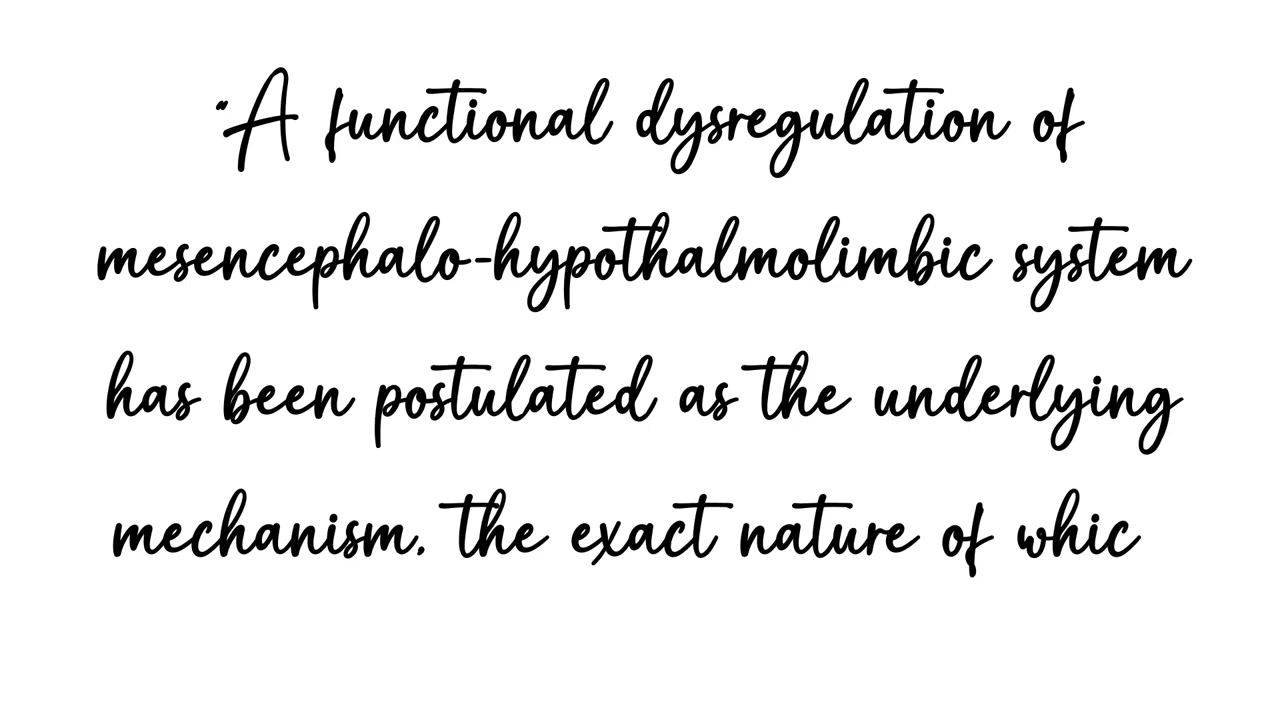 "A functional dysregulation of
mesencephalo-hypothalmolimbic system
has been postulated as the underlying
mechanism. the exact nature of whic